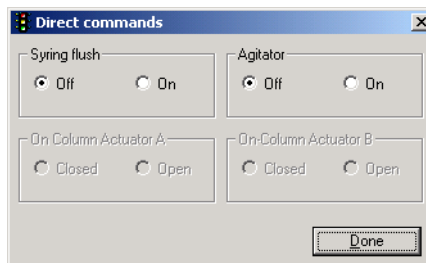 Direct commands
Syring flush
Off On
Agitator
Off On
On Column Actuator A
Closed Open
On-Column Actuator B
Closed Open
Done